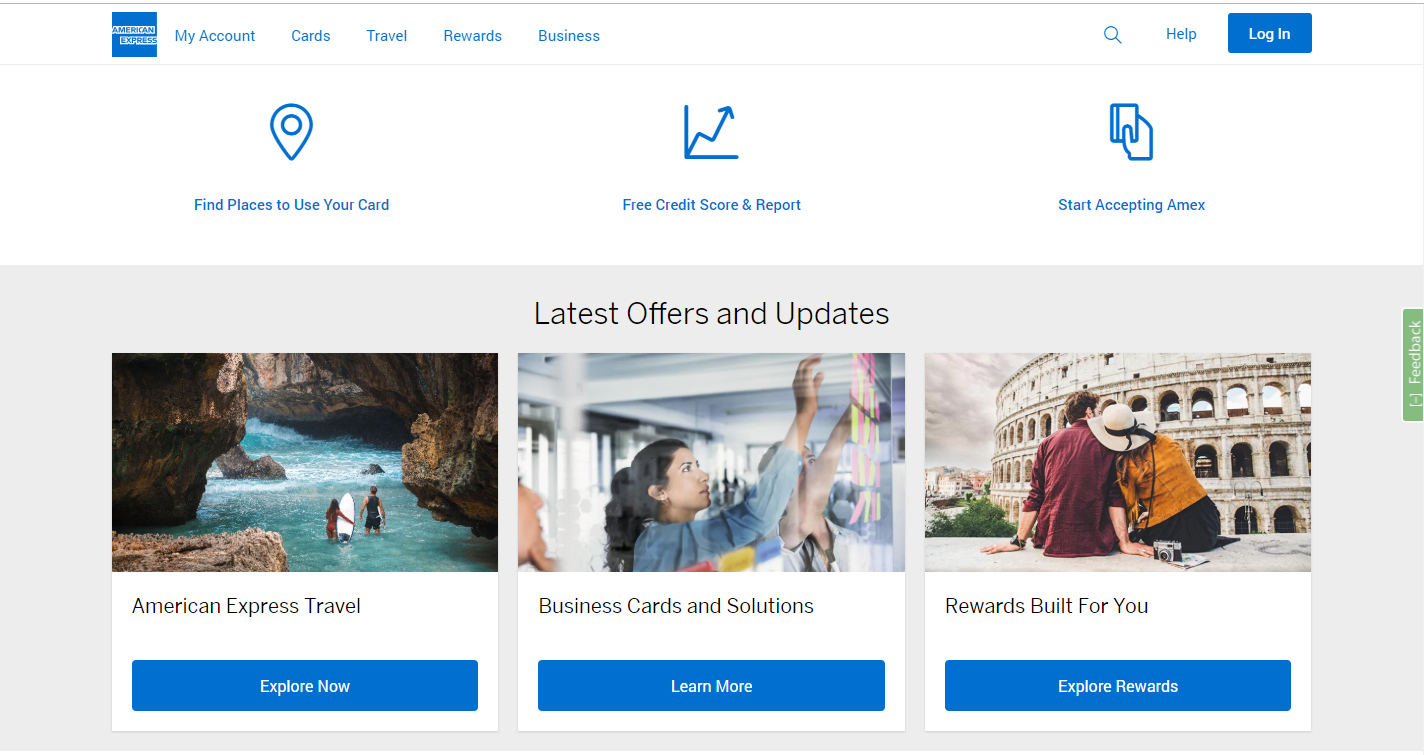 AMERICAN
EXPRESS
My Account
Cards
Travel
Rewards
Business
Help
Log In
Find Places to Use Your Card
Free Credit Score & Report
Start Accepting Amex
Latest Offers and Updates
[-] Feedback
American Express Travel
Business Cards and Solutions
Rewards Built For You
Explore Now
Learn More
Explore Rewards